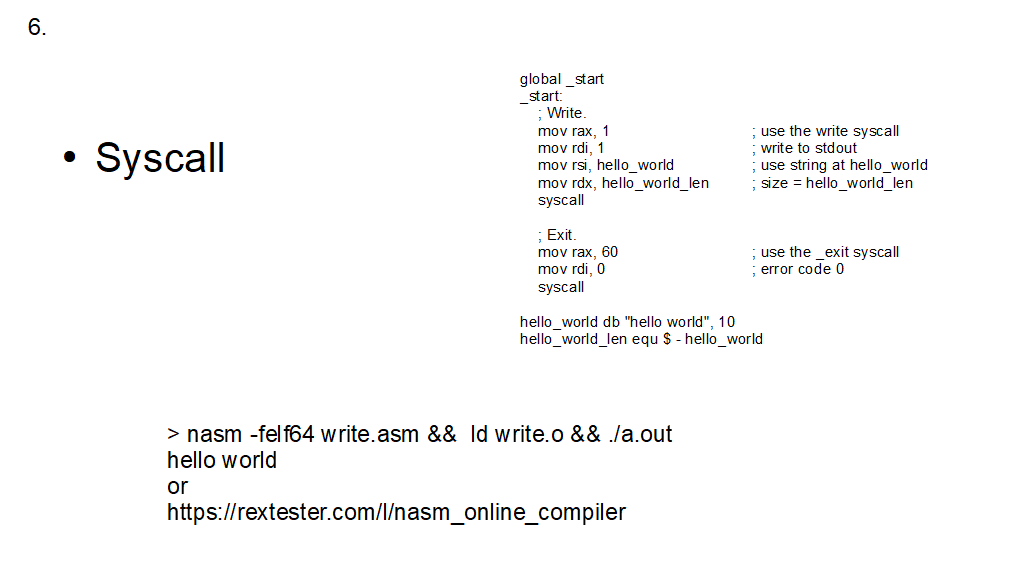 6.
• Syscall
global _start
_start:
; Write.
mov rax, 1 ; use the write syscall
mov rdi, 1 ; write to stdout
mov rsi, hello_world ; use string at hello_world
mov rdx, hello_world_len ; size = hello_world_len
syscall
; Exit.
mov rax, 60 ; use the _exit syscall
mov rdi, 0 ; error code 0
syscall
hello_world db "hello world", 10
hello_world_len equ $ - hello_world
> nasm -felf64 write.asm && ld write.o && ./a.out
hello world
or
https://rextester.com/l/nasm_online_compiler